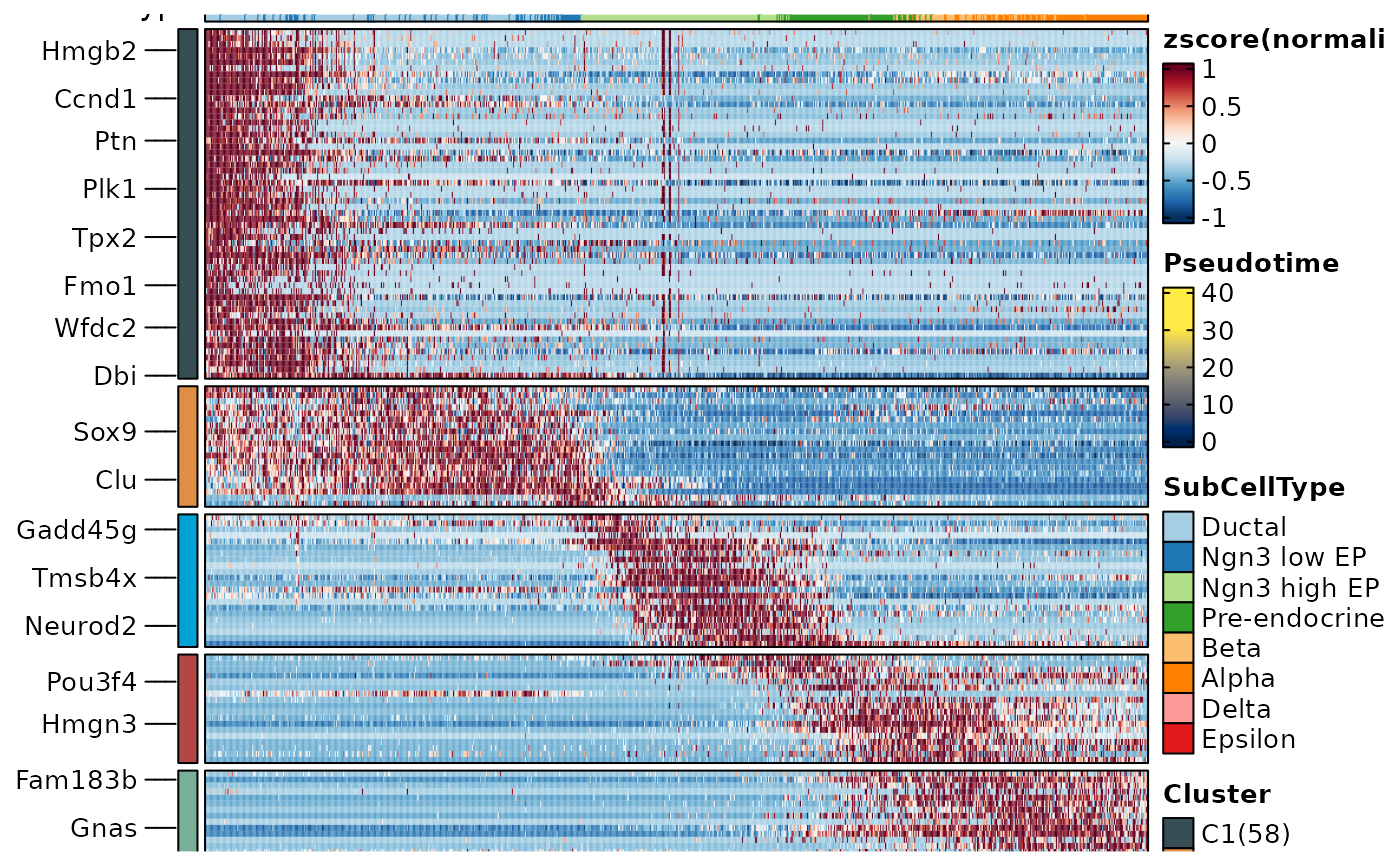 Hmgb2
Ccnd1
Ptn
Plk1
Tpx2
Fmo1
Wfdc2
Dbi
Sox9
Clu
Gadd45g
Tmsb4x
Neurod2
Pou3f4
Hmgn3
Fam183b
Gnas
zscore(normali
1
0.5
0
-0.5
-1
Pseudotime
40
30
20
10
0
SubCellType
Ductal
Ngn3 low EP
Ngn3 high EP
Pre-endocrine
Beta
Alpha
Delta
Epsilon
Cluster
C1(58)